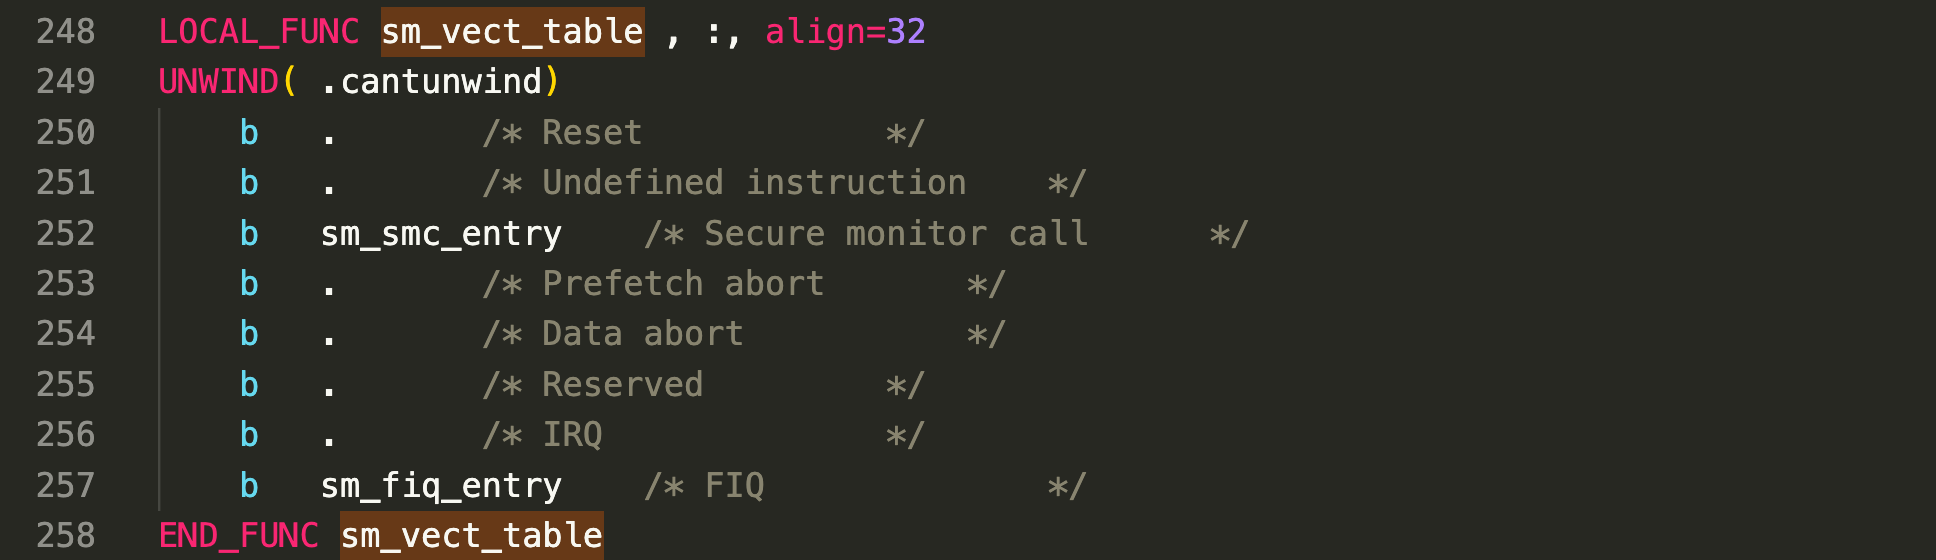 248 LOCAL_FUNC sm_vect_table , :, align=32
249 UNWIND( .cantunwind)
250 b . /* Reset */
251 b . /* Undefined instruction */
252 b sm_smc_entry /* Secure monitor call */
253 b . /* Prefetch abort */
254 b . /* Data abort */
255 b . /* Reserved */
256 b . /* IRQ */
257 b sm_fiq_entry /* FIQ */
258 END_FUNC sm_vect_table